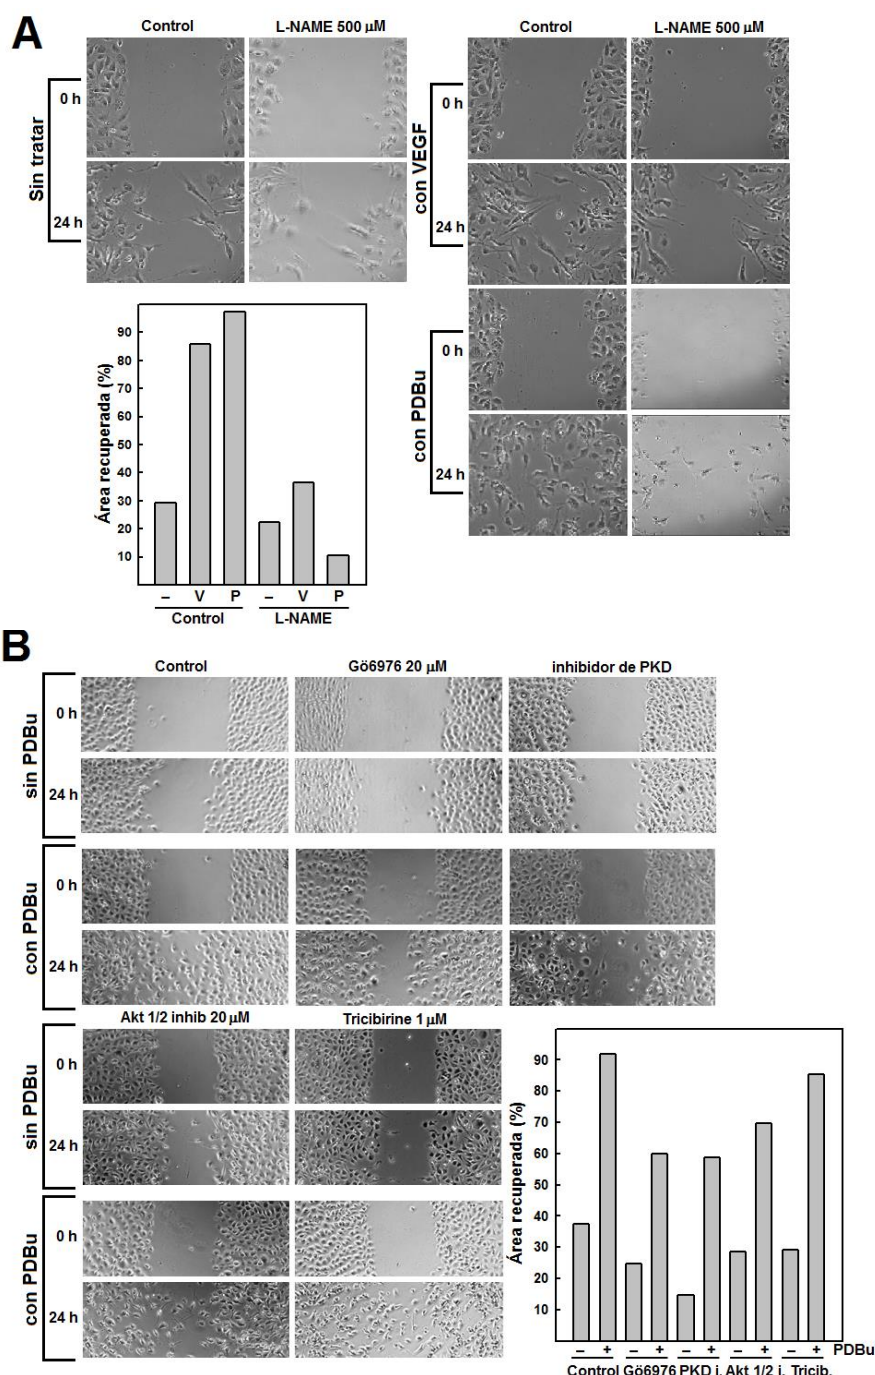 A
Control
L-NAME 500 µM
Control
L-NAME 500 µM
Sin tratar
0 h
24 h
con VEGF
0 h
24 h
con PDBu
0 h
24 h
Área recuperada (%)
90
80
70
60
50
40
30
20
10
– V P – V P
Control L-NAME
B
Control
Gö6976 20 µM
inhibidor de PKD
sin PDBu
0 h
24 h
con PDBu
0 h
24 h
Akt 1/2 inhib 20 µM
Tricibirine 1 µM
sin PDBu
0 h
24 h
con PDBu
0 h
24 h
Área recuperada (%)
90
80
70
60
50
40
30
20
10
– + – + – + – + – + PDBu
Control Gö6976 PKD i. Akt 1/2 i. Tricib.